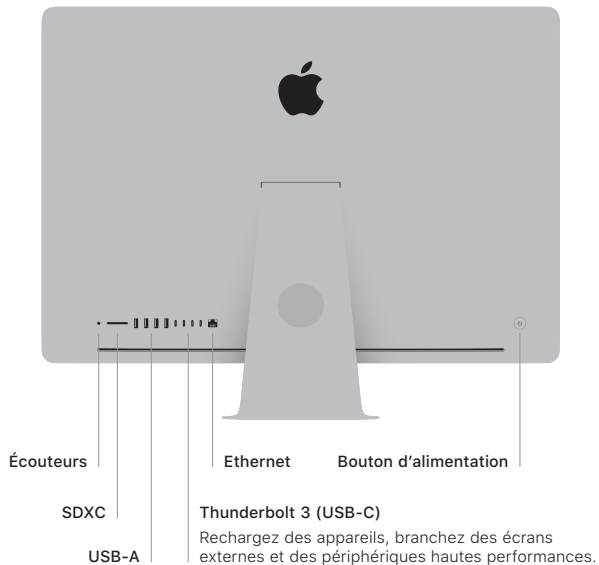 Écouteurs
Ethernet
Bouton d’alimentation
SDXC
Thunderbolt 3 (USB-C)
Rechargez des appareils, branchez des écrans
externes et des périphériques hautes performances.
USB-A